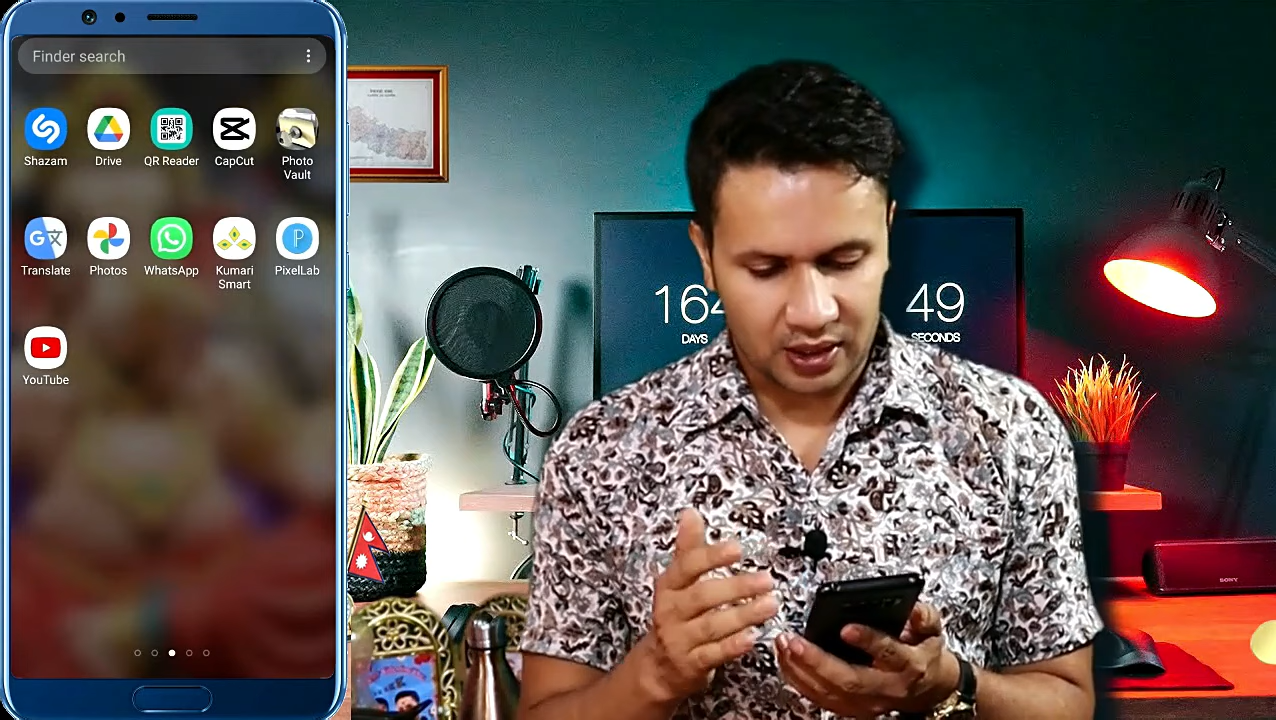 Finder search
Shazam
Drive
QR Reader
CapCut
Photo
Vault
Translate
Photos
WhatsApp
Kumari
Smart
PixelLab
YouTube
49
DAYS
SECONDS
SONY